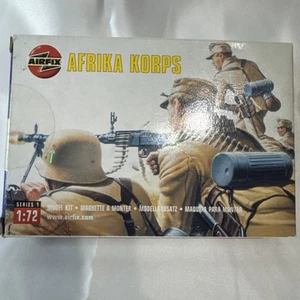 AIRFIX
AFRIKA KORPS
SERIES 1
1:72
MODEL KIT • MAQUETTE A MONTER • MODELLBAUSATZ • MAQUETA PARA MONTAR
www.airfix.com